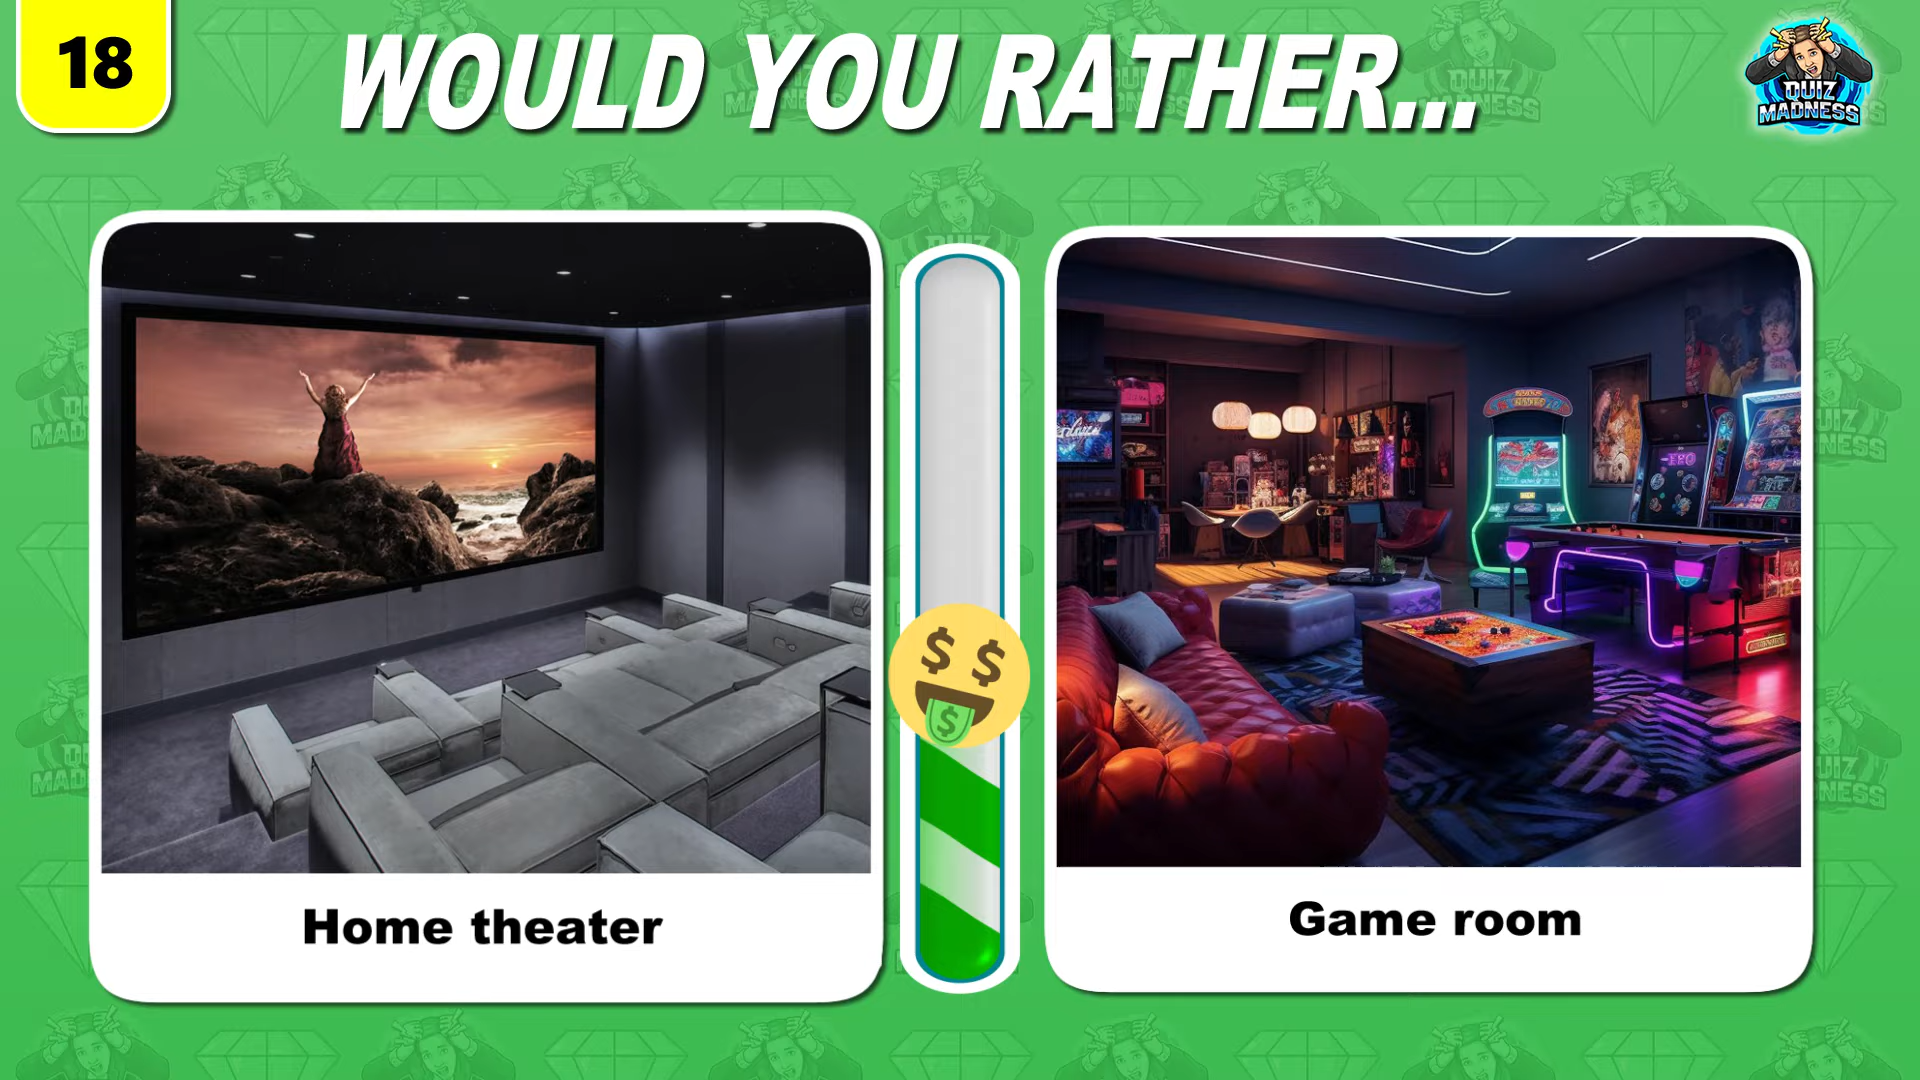 18
WOULD YOU RATHER...
QUIZ
MADNESS
$ $
$
Home theater
Game room